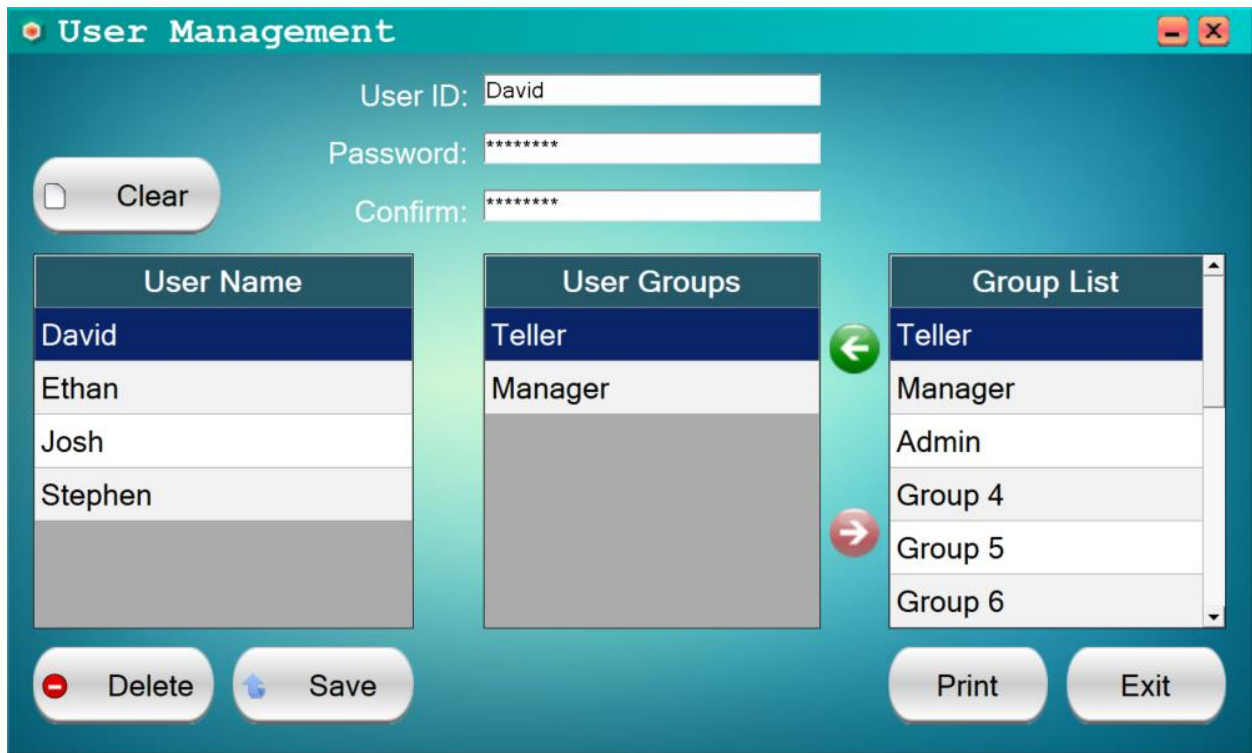 User Management
User ID: David
Password: ********
Clear
Confirm: ********
User Name
David
Ethan
Josh
Stephen
User Groups
Teller
Manager
Group List
Teller
Manager
Admin
Group 4
Group 5
Group 6
Delete
Save
Print
Exit